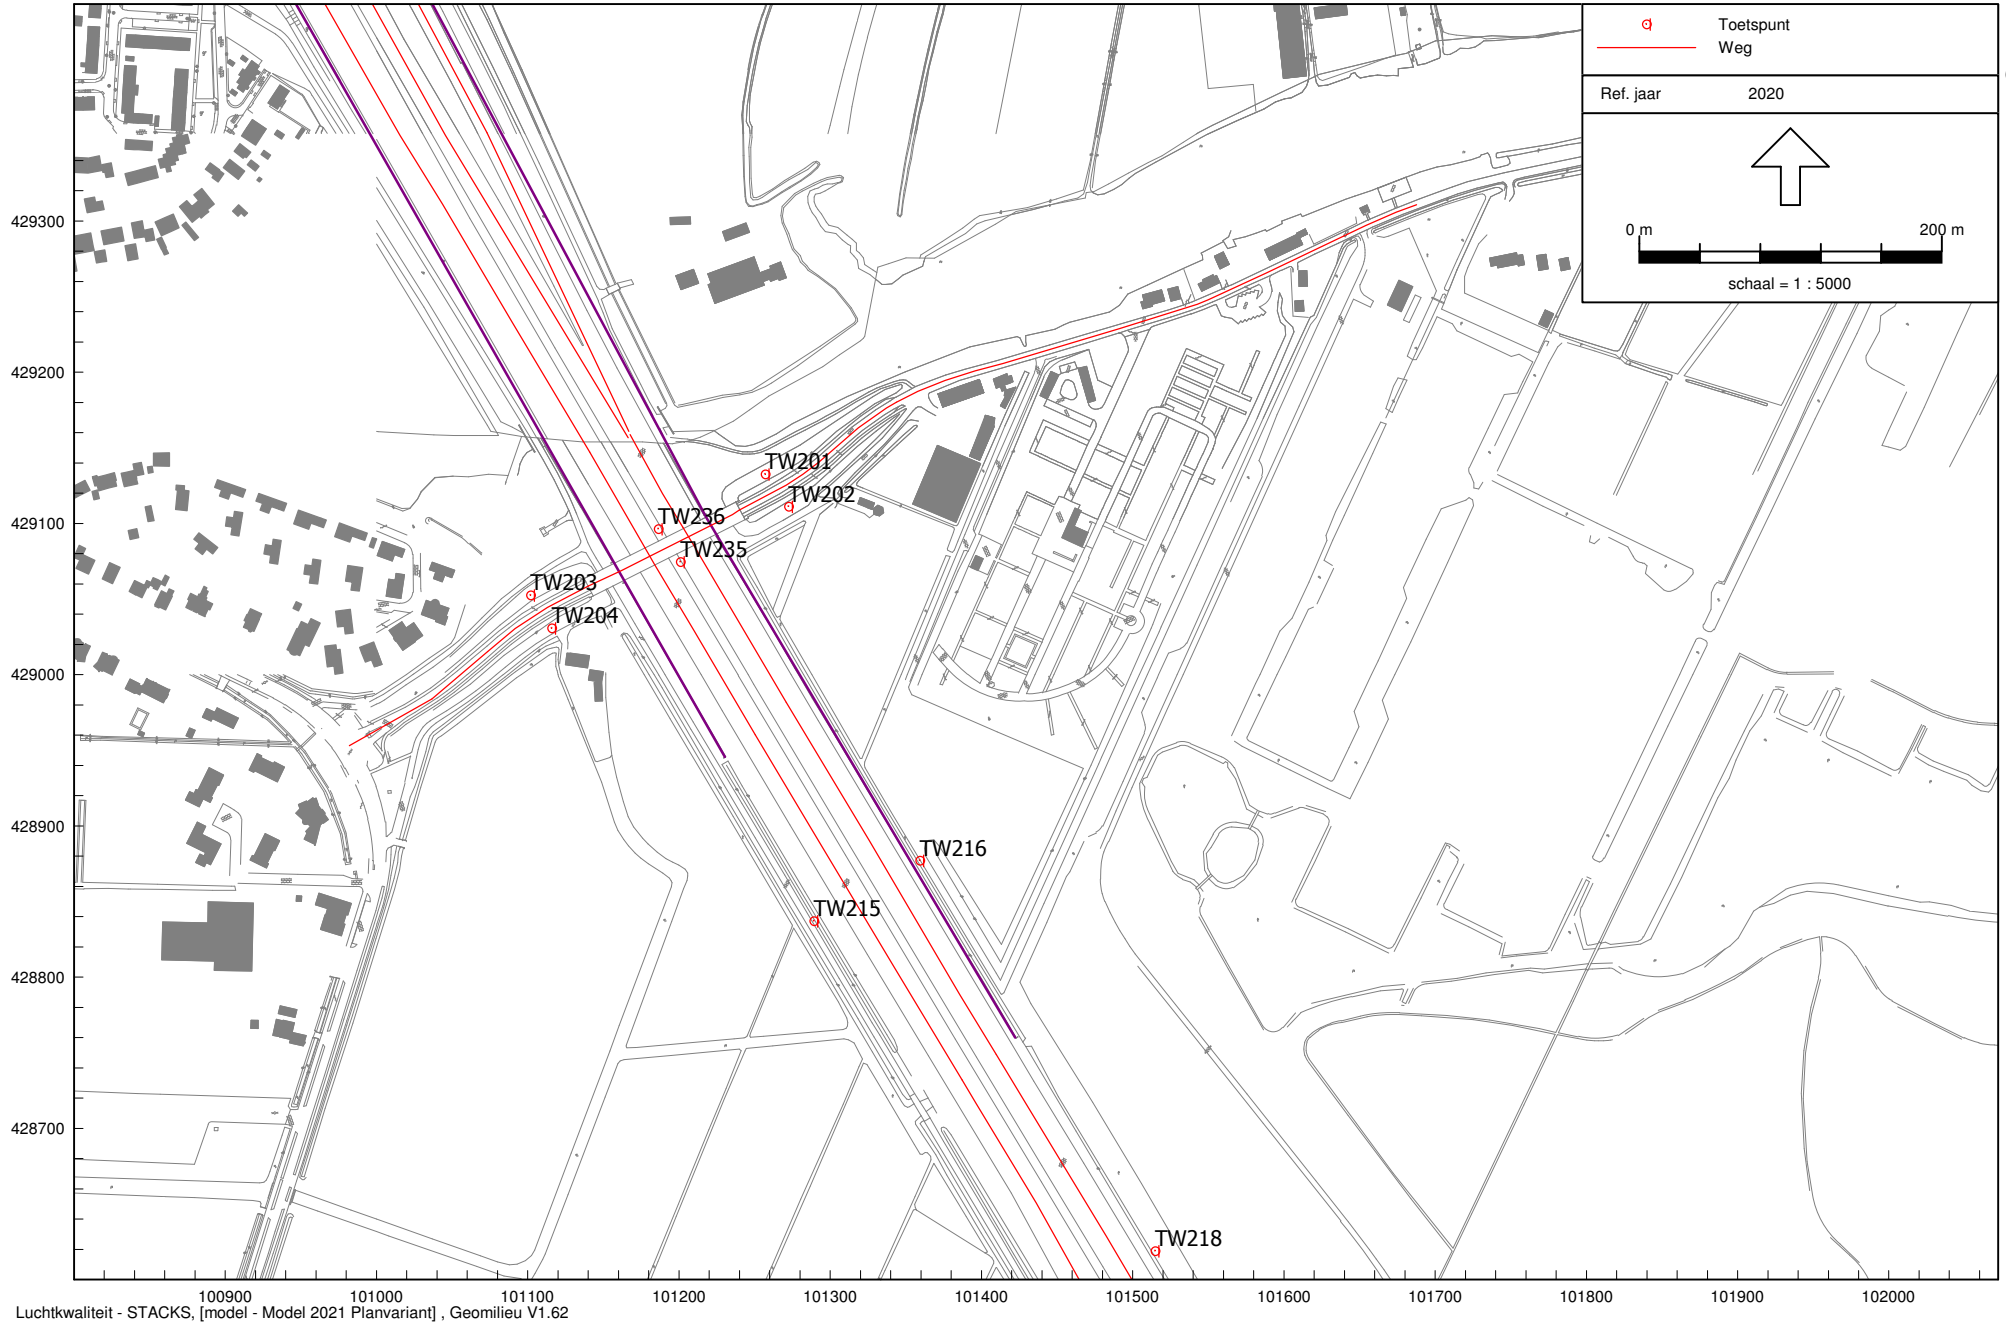 Toetspunt
Weg
Ref. jaar 2020
0 m 200 m
schaal = 1 : 5000
429300
429200
429100
429000
428900
428800
428700
TW201
TW202
TW236
TW235
TW203
TW204
TW216
TW215
TW218
100900 101000 101100 101200 101300 101400 101500 101600 101700 101800 101900 102000
Luchtkwaliteit - STACKS, [model - Model 2021 Planvariant] , Geomilieu V1.62